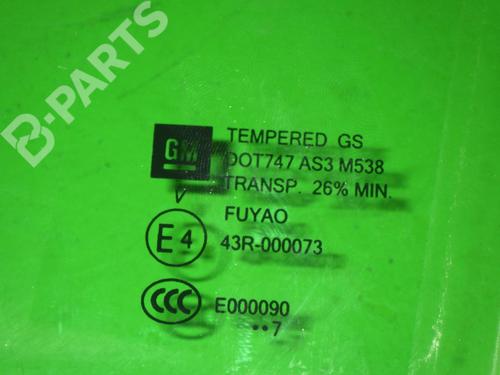 B-PARTS
GM
TEMPERED GS
DOT747 AS3 M538
TRANSP. 26% MIN.
FUYAO
E4
43R-000073
CCC
E000090
••7